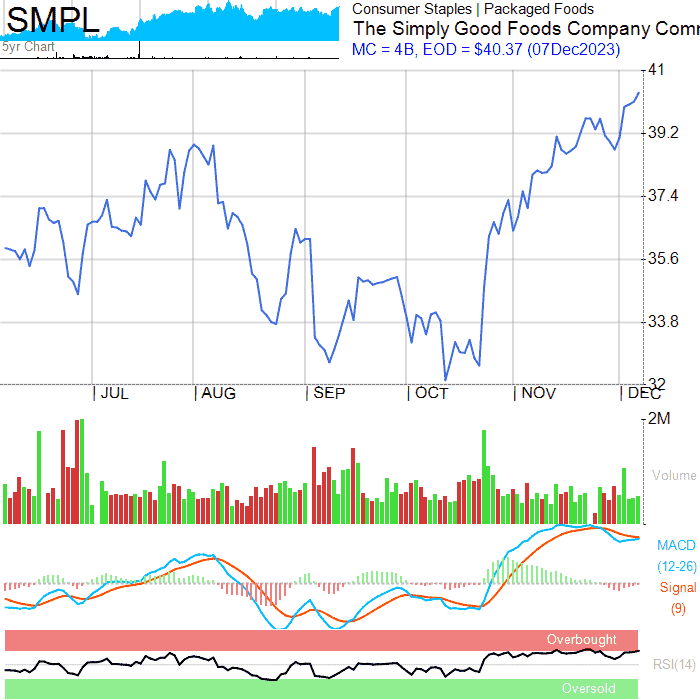 SMPL
5yr Chart
Consumer Staples | Packaged Foods
The Simply Good Foods Company Com
MC = 4B, EOD = $40.37 (07Dec2023)
41
39.2
37.4
35.6
33.8
32
JUL
AUG
SEP
OCT
NOV
DEC
2M
Volume
MACD
(12-26)
Signal
(9)
Overbought
RSI(14)
Oversold